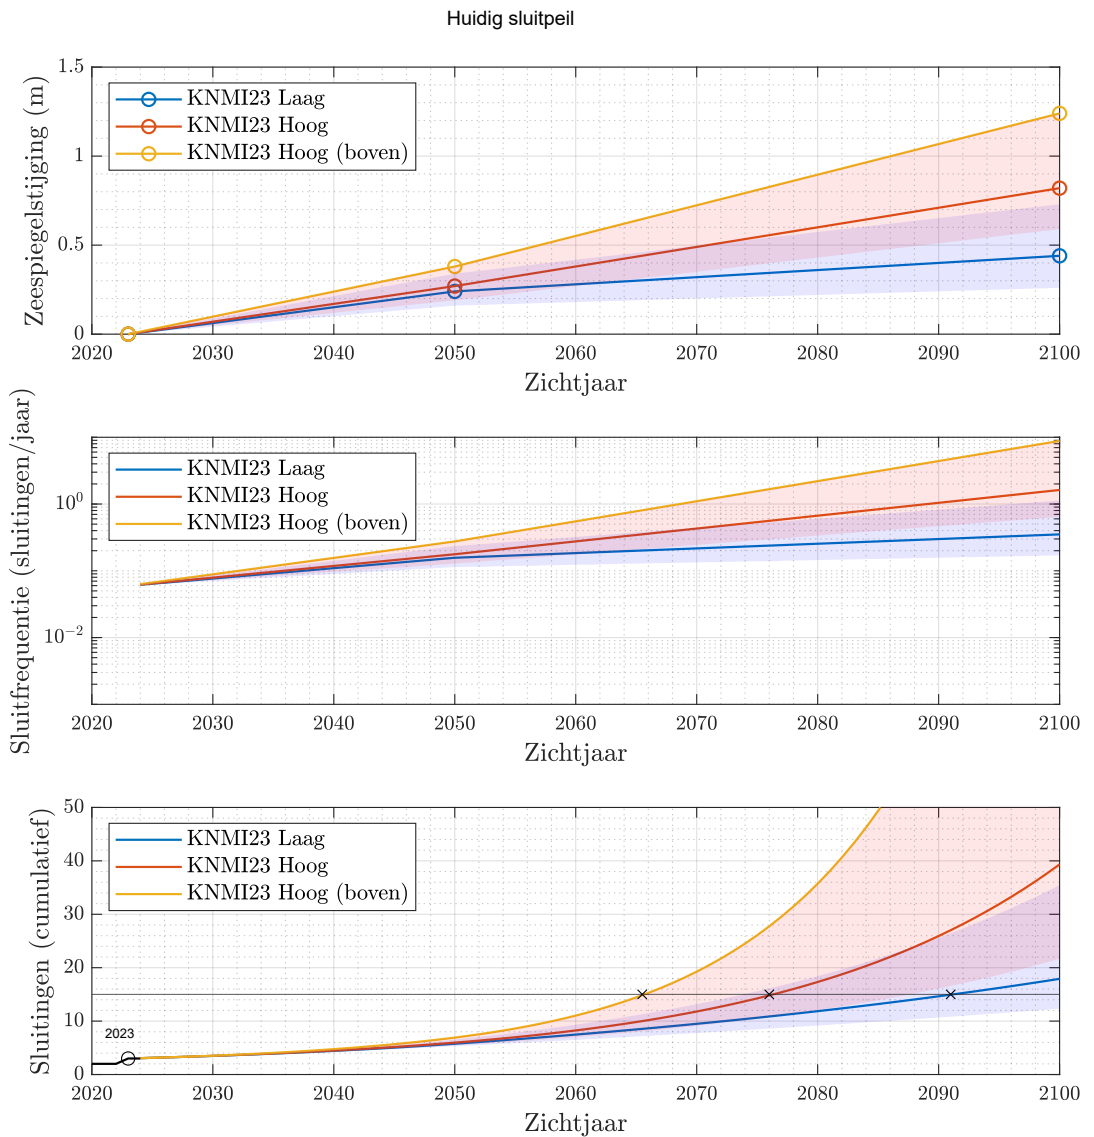 Huidig sluitpeil
KNMI23 Laag
KNMI23 Hoog
KNMI23 Hoog (boven)
Zeespiegelstijging (m)
1.5
1
0.5
0
2020 2030 2040 2050 2060 2070 2080 2090 2100
Zichtjaar
KNMI23 Laag
KNMI23 Hoog
KNMI23 Hoog (boven)
Sluitfrequentie (sluitingen/jaar)
10⁰
10⁻²
2020 2030 2040 2050 2060 2070 2080 2090 2100
Zichtjaar
KNMI23 Laag
KNMI23 Hoog
KNMI23 Hoog (boven)
Sluitingen (cumulatief)
50
40
30
20
10
0
2023
2020 2030 2040 2050 2060 2070 2080 2090 2100
Zichtjaar